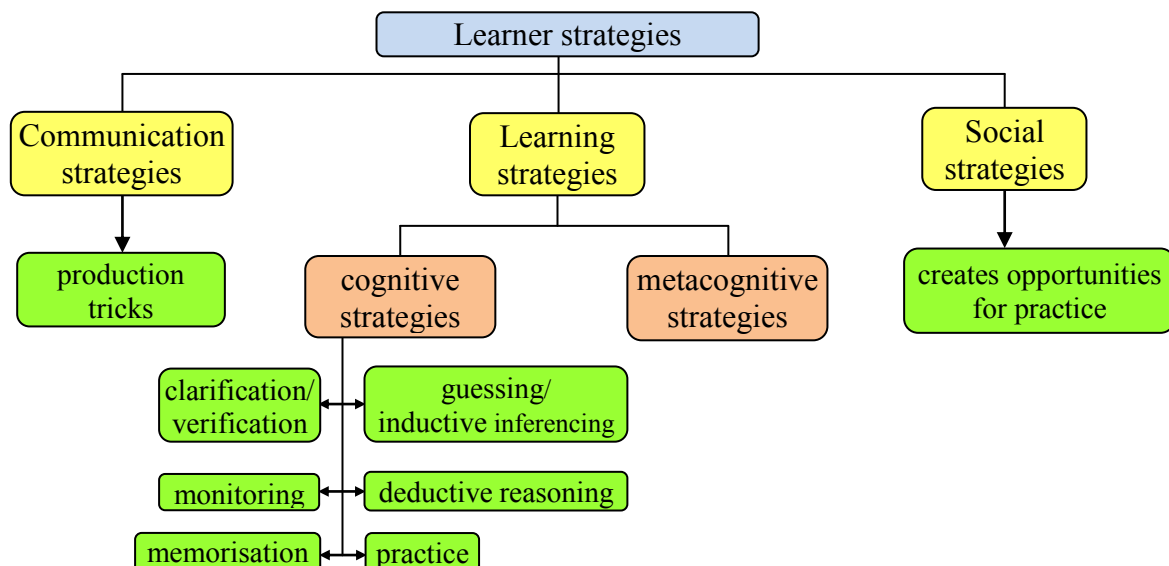 Learner strategies
Communication
strategies
Learning
strategies
Social
strategies
production
tricks
cognitive
strategies
metacognitive
strategies
creates opportunities
for practice
clarification/
verification
guessing/
inductive inferencing
monitoring
deductive reasoning
memorisation
practice